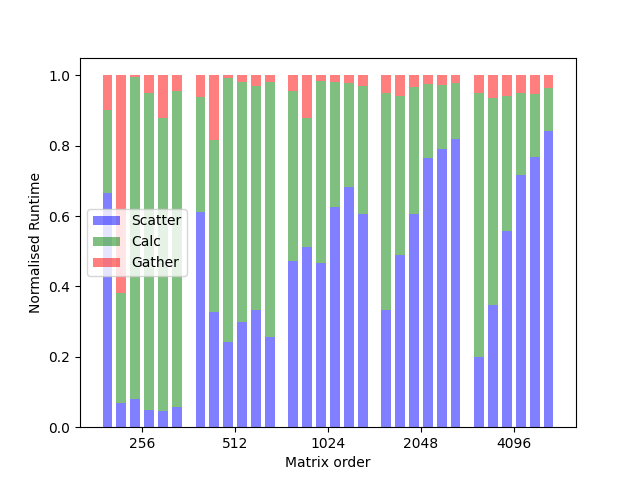 1.0
0.8
0.6
0.4
0.2
0.0
Normalised Runtime
Scatter
Calc
Gather
256 512 1024 2048 4096
Matrix order